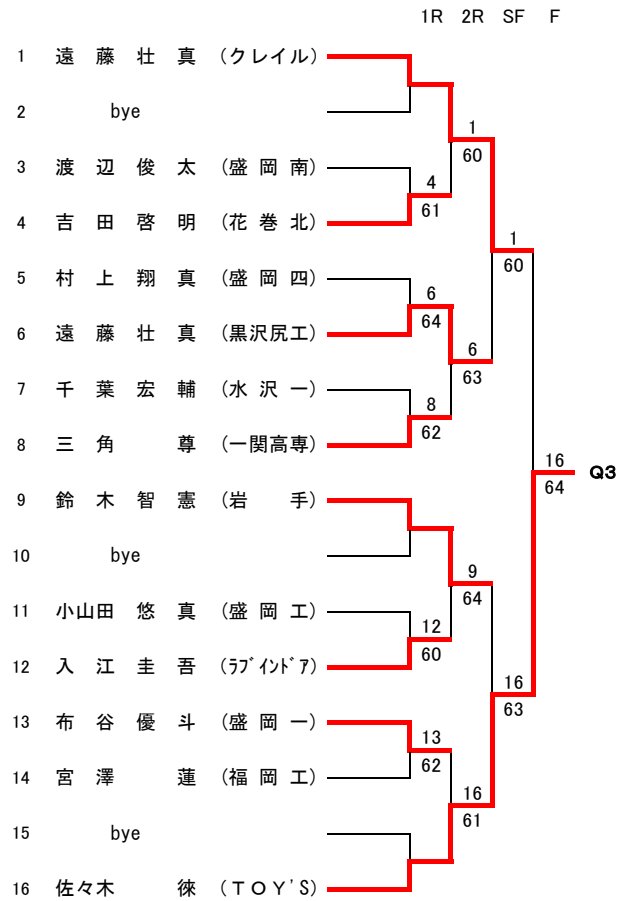 1R 2R SF F
1 遠藤壮真 (クレイル)
2 bye
1
60
3 渡辺俊太 (盛岡南)
4
61
4 吉田啓明 (花巻北)
1
60
5 村上翔真 (盛岡四)
6
64
6 遠藤壮真 (黒沢尻工)
6
63
7 千葉宏輔 (水沢一)
8
62
8 三角 尊 (一関高専)
16
64
Q3
9 鈴木智憲 (岩 手)
10 bye
9
64
11 小山田悠真 (盛岡工)
12
60
12 入江圭吾 (ラブインドア)
16
63
13 布谷優斗 (盛岡一)
13
62
14 宮澤 蓮 (福岡工)
16
61
15 bye
16 佐々木 徠 (TOY'S)